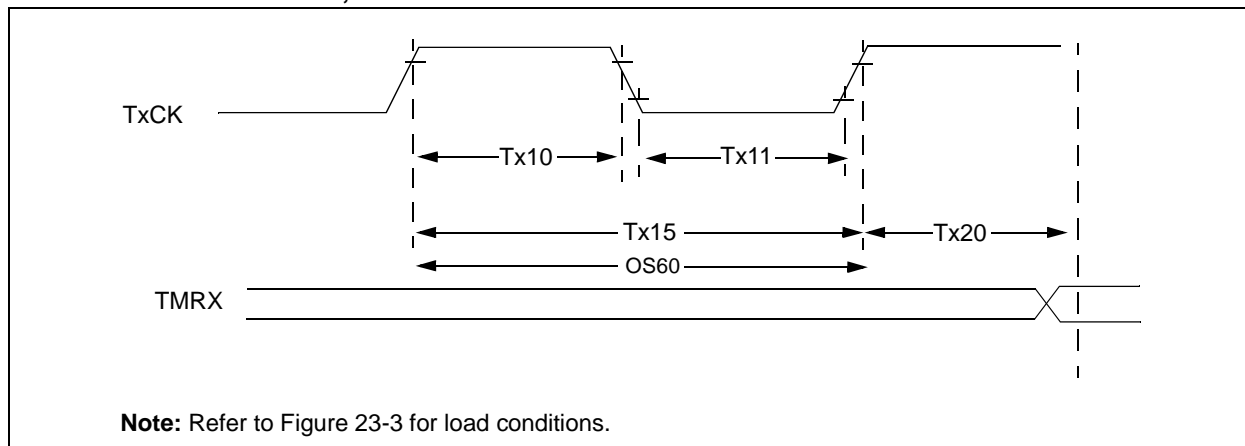 TxCK
Tx10
Tx11
Tx15
Tx20
OS60
TMRX
Note: Refer to Figure 23-3 for load conditions.